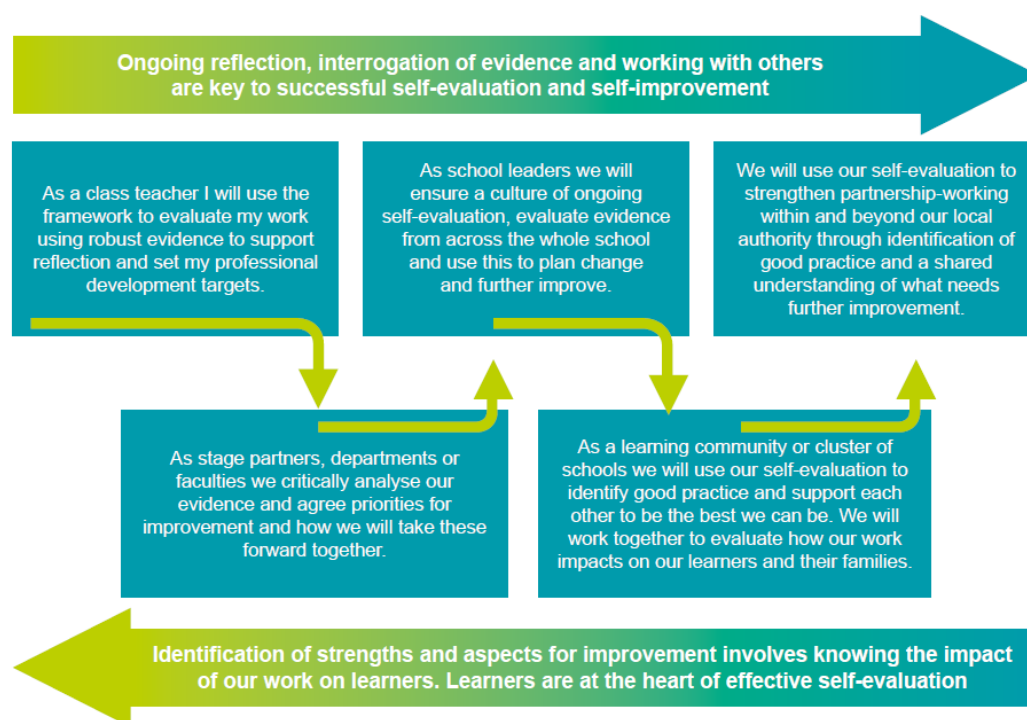 Ongoing reflection, interrogation of evidence and working with others
are key to successful self-evaluation and self-improvement
As a class teacher I will use the
framework to evaluate my work
using robust evidence to support
reflection and set my professional
development targets.
As stage partners, departments or
faculties we critically analyse our
evidence and agree priorities for
improvement and how we will take these
forward together.
As school leaders we will
ensure a culture of ongoing
self-evaluation, evaluate evidence
from across the whole school
and use this to plan change
and further improve.
As a learning community or cluster of
schools we will use our self-evaluation to
identify good practice and support each
other to be the best we can be. We will
work together to evaluate how our work
impacts on our learners and their families.
We will use our self-evaluation to
strengthen partnership-working
within and beyond our local
authority through identification of
good practice and a shared
understanding of what needs
further improvement.
Identification of strengths and aspects for improvement involves knowing the impact
of our work on learners. Learners are at the heart of effective self-evaluation